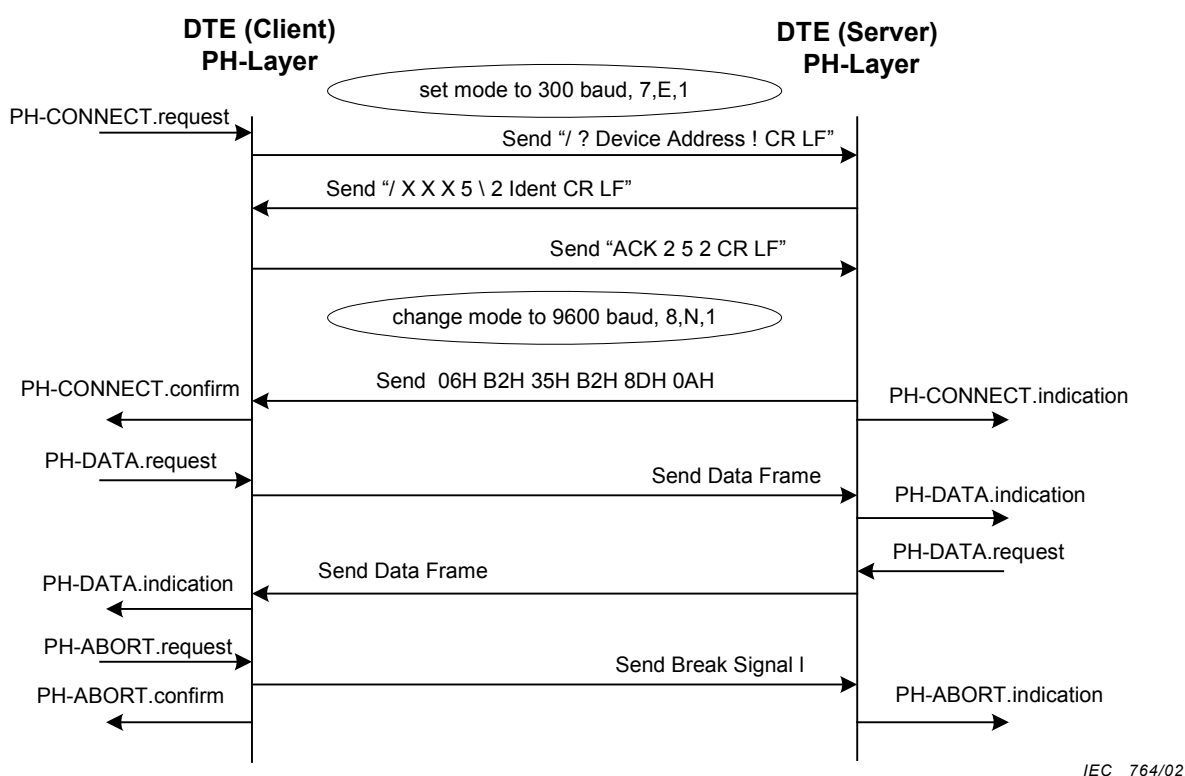 DTE (Client)
PH-Layer
DTE (Server)
PH-Layer
set mode to 300 baud, 7,E,1
PH-CONNECT.request
Send “/ ? Device Address ! CR LF”
Send “/ X X X 5 \ 2 Ident CR LF”
Send “ACK 2 5 2 CR LF”
change mode to 9600 baud, 8,N,1
PH-CONNECT.confirm
Send 06H B2H 35H B2H 8DH 0AH
PH-CONNECT.indication
PH-DATA.request
Send Data Frame
PH-DATA.indication
PH-DATA.request
Send Data Frame
PH-DATA.indication
PH-ABORT.request
Send Break Signal I
PH-ABORT.confirm
PH-ABORT.indication
IEC 764/02